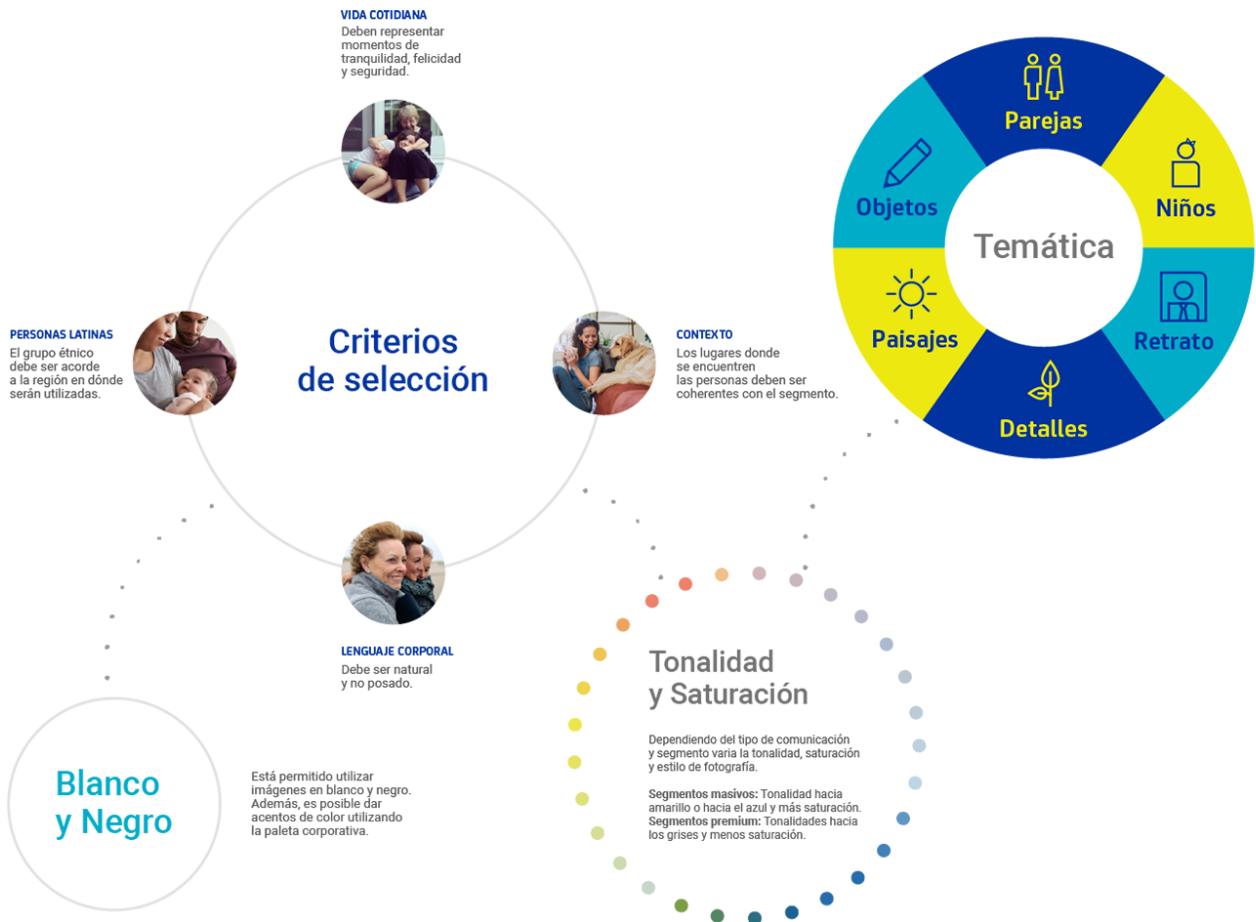 VIDA COTIDIANA
Deben representar
momentos de
tranquilidad, felicidad
y seguridad.
PERSONAS LATINAS
El grupo étnico
debe ser acorde
a la región en dónde
serán utilizadas.
Criterios
de selección
CONTEXTO
Los lugares donde
se encuentren
las personas deben ser
coherentes con el segmento.
LENGUAJE CORPORAL
Debe ser natural
y no posado.
Temática
Parejas
Niños
Retrato
Detalles
Paisajes
Objetos
Blanco
y Negro
Está permitido utilizar
imágenes en blanco y negro.
Además, es posible dar
acentos de color utilizando
la paleta corporativa.
Tonalidad
y Saturación
Dependiendo del tipo de comunicación
y segmento varia la tonalidad, saturación
y estilo de fotografía.
Segmentos masivos: Tonalidad hacia
amarillo o hacia el azul y más saturación.
Segmentos premium: Tonalidades hacia
los grises y menos saturación.